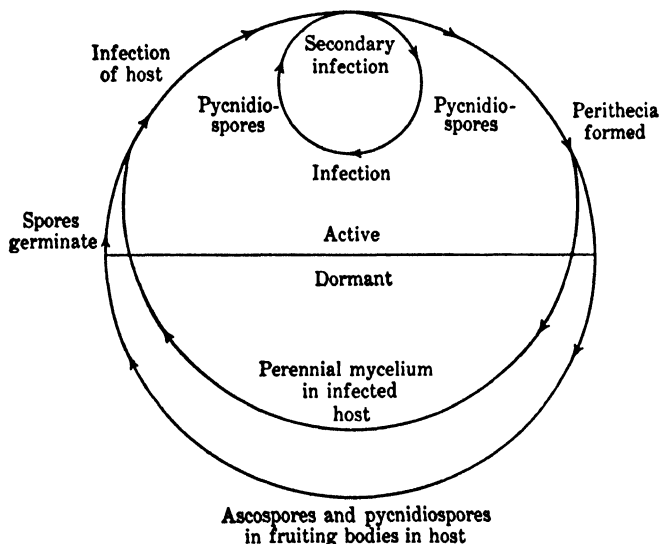 Secondary
infection
Infection
of host
Pycnidio-
spores
Pycnidio-
spores
Perithecia
formed
Infection
Spores
germinate
Active
Dormant
Perennial mycelium
in infected
host
Ascospores and pycnidiospores
in fruiting bodies in host